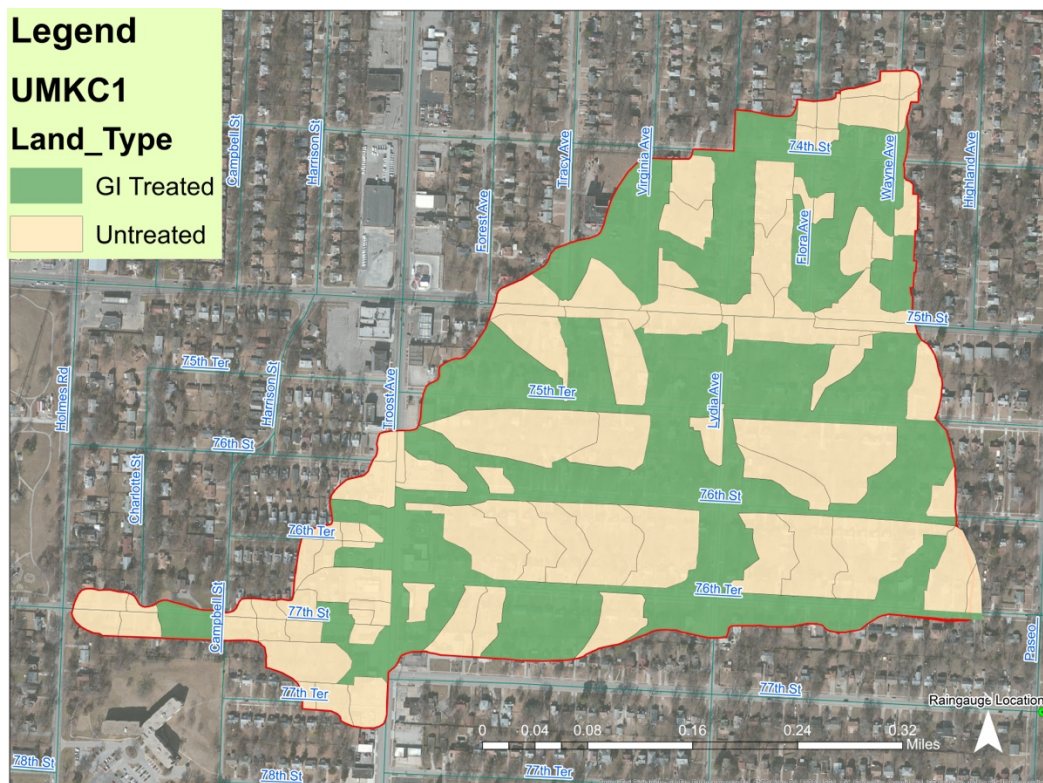 Legend
UMKC1
Land_Type
GI Treated
Untreated
Campbell St
Harrison St
Forest Ave
Tracy Ave
Virginia Ave
74th St
Wayne Ave
Highland Ave
Flora Ave
75th St
Holmes Rd
75th Ter
Harrison St
Troost Ave
75th Ter
Lydia Ave
76th St
Charlotte St
76th St
76th Ter
76th Ter
77th St
Campbell St
Paseo
77th Ter
77th St
Raingauge Location
0 0.04 0.08 0.16 0.24 0.32
Miles
78th St
78th St
77th Ter